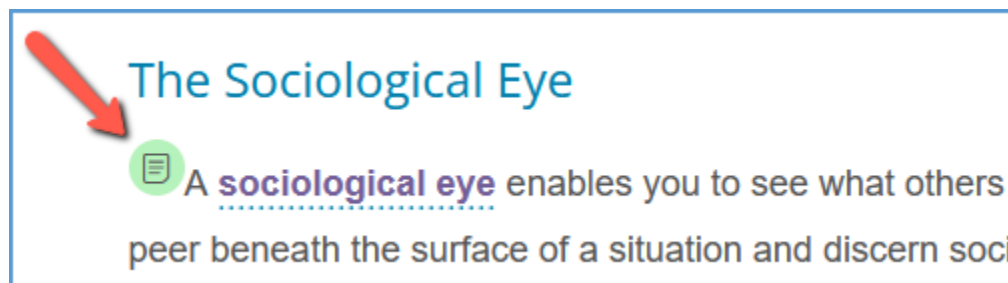 The Sociological Eye
A sociological eye enables you to see what others
peer beneath the surface of a situation and discern soci